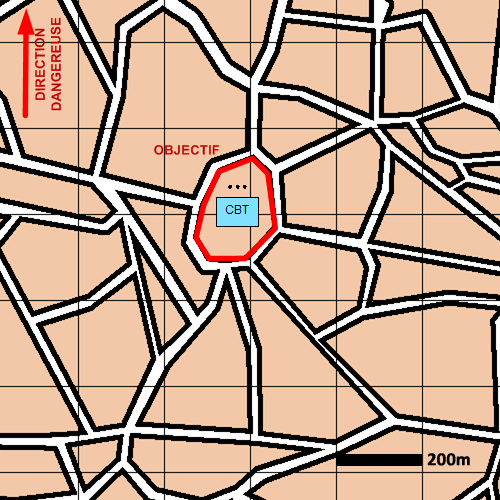 DIRECTION
DANGEREUSE
OBJECTIF
•••
CBT
200m